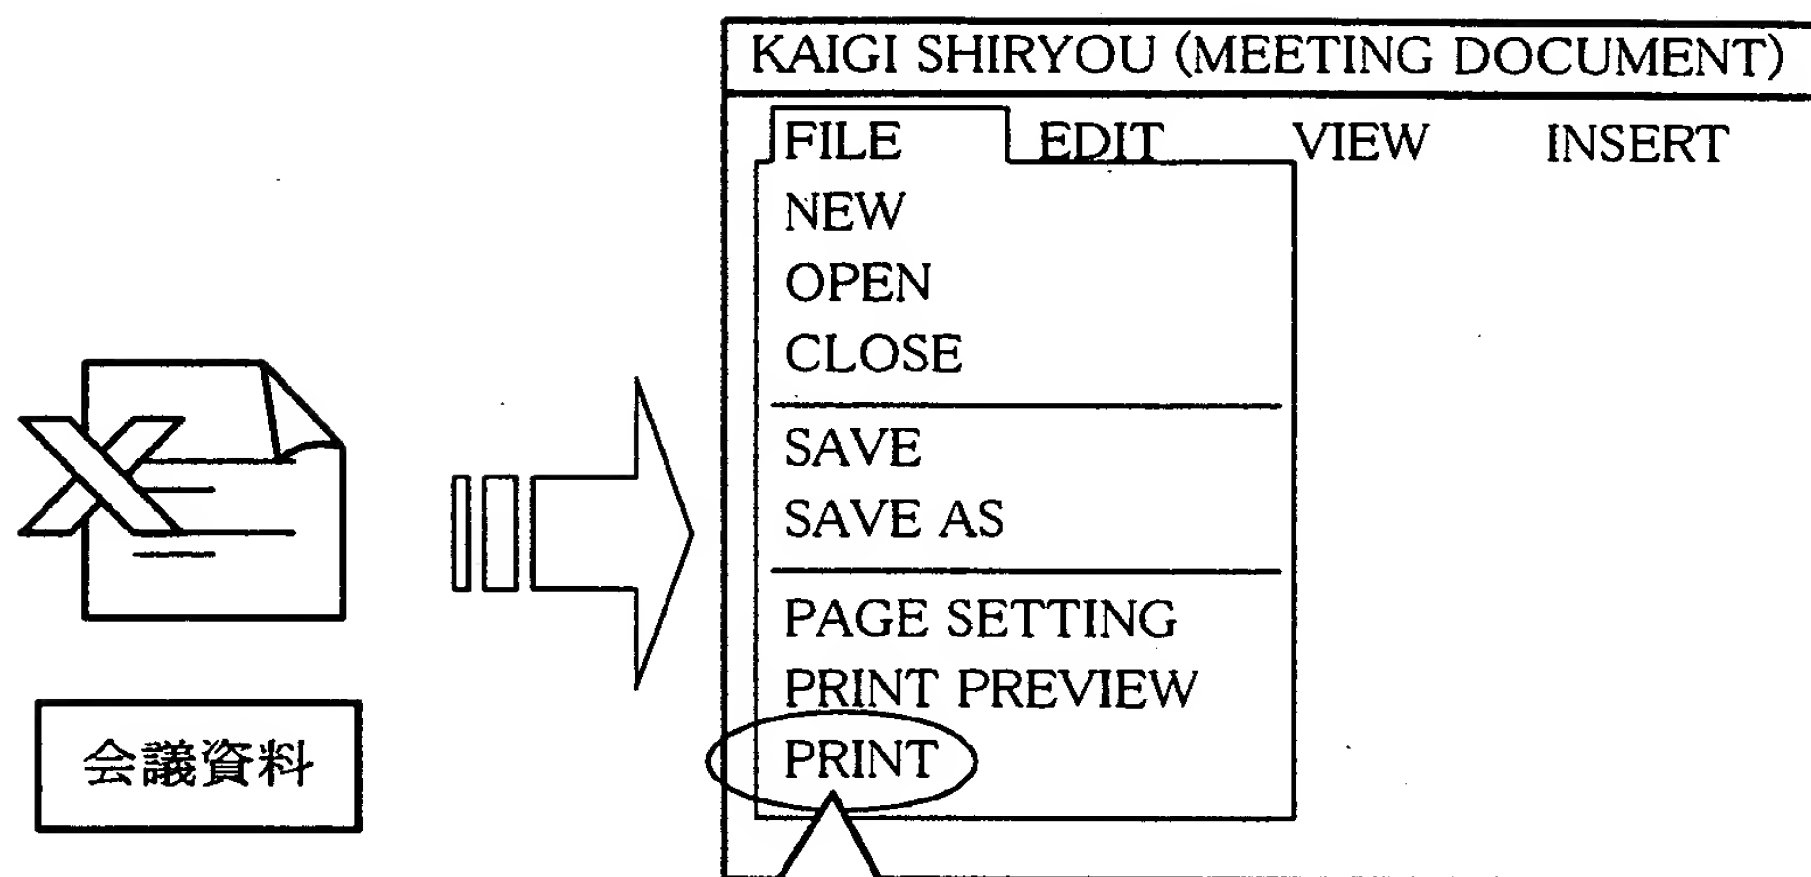 KAIGI SHIRYOU (MEETING DOCUMENT)
FILE EDIT VIEW INSERT
NEW
OPEN
CLOSE
SAVE
SAVE AS
PAGE SETTING
PRINT PREVIEW
PRINT
会議資料